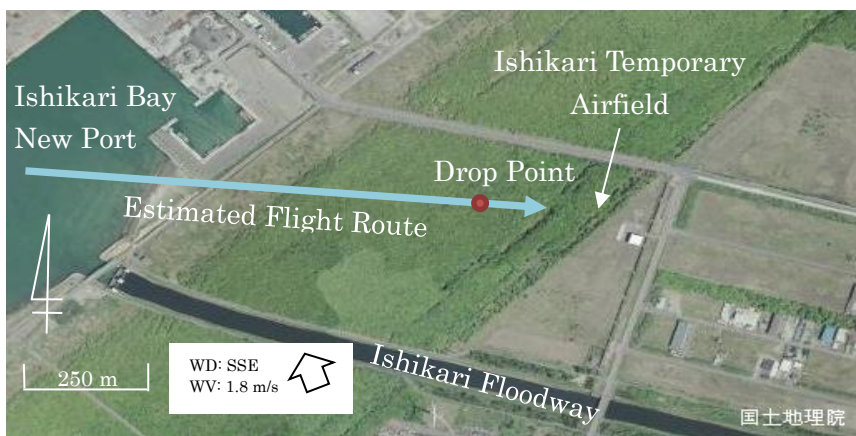 Ishikari Bay
New Port
Ishikari Temporary
Airfield
Drop Point
Estimated Flight Route
250 m
WD: SSE
WV: 1.8 m/s
Ishikari Floodway
国土地理院